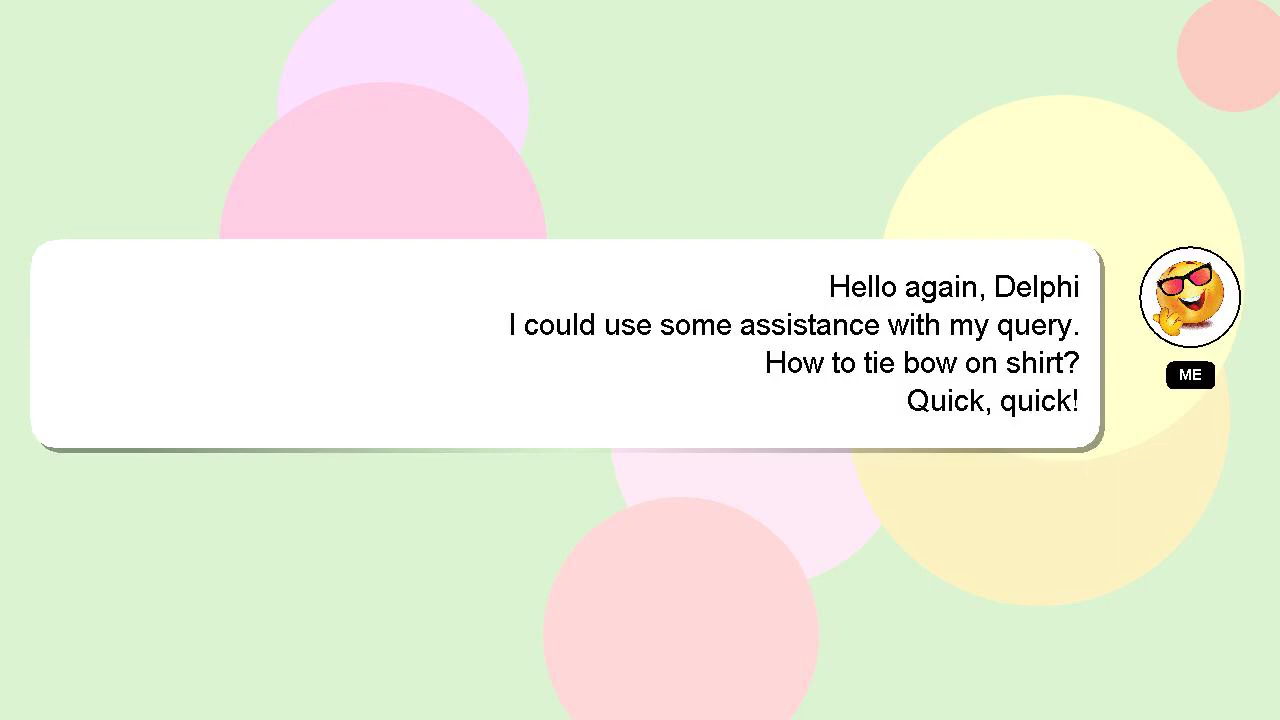 Hello again, Delphi
I could use some assistance with my query.
How to tie bow on shirt?
Quick, quick!
ME